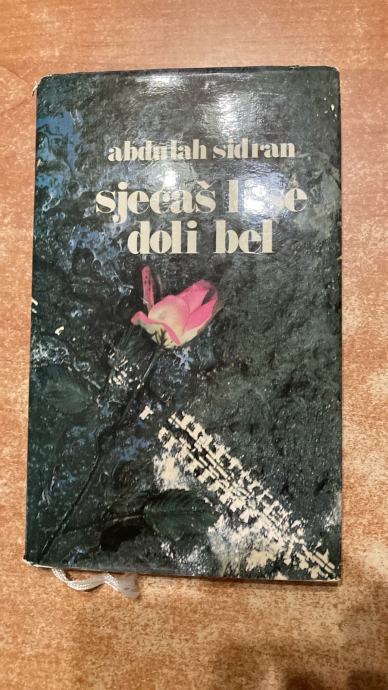 abdulah sidran
sjećaš li se
doli bel